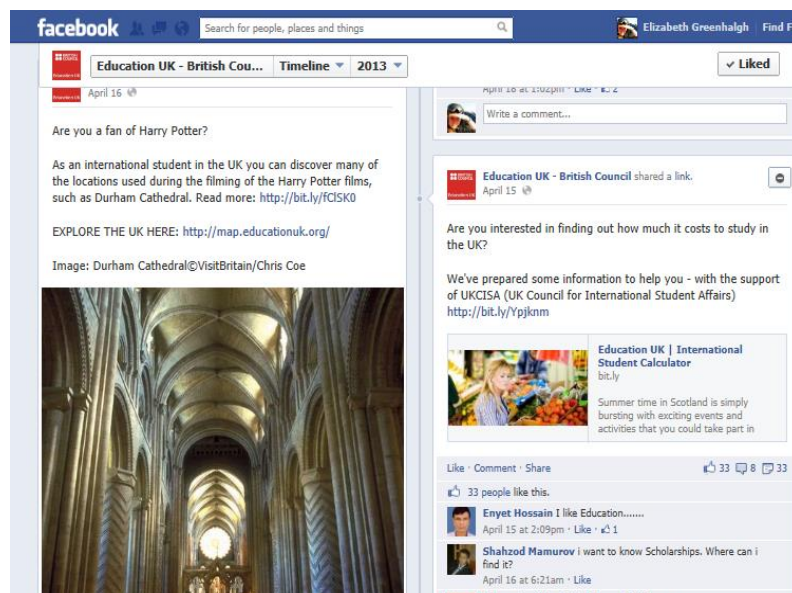 facebook
Search for people, places and things
Elizabeth Greenhalgh
Find F
Education UK - British Cou...
Timeline
2013
Liked
April 16
Are you a fan of Harry Potter?
As an international student in the UK you can discover many of
the locations used during the filming of the Harry Potter films,
such as Durham Cathedral. Read more: http://bit.ly/fClSK0
EXPLORE THE UK HERE: http://map.educationuk.org/
Image: Durham Cathedral©VisitBritain/Chris Coe
April 16 at 1:02pm · Like · 2
Write a comment...
Education UK - British Council shared a link.
April 15
Are you interested in finding out how much it costs to study in
the UK?
We've prepared some information to help you - with the support
of UKCISA (UK Council for International Student Affairs)
http://bit.ly/Ypjknm
Education UK | International
Student Calculator
bit.ly
Summer time in Scotland is simply
bursting with exciting events and
activities that you could take part in
Like · Comment · Share
33 8 33
33 people like this.
Enyet Hossain I like Education.......
April 15 at 2:09pm · Like · 1
Shahzod Mamurov i want to know Scholarships. Where can i
find it?
April 16 at 6:21am · Like